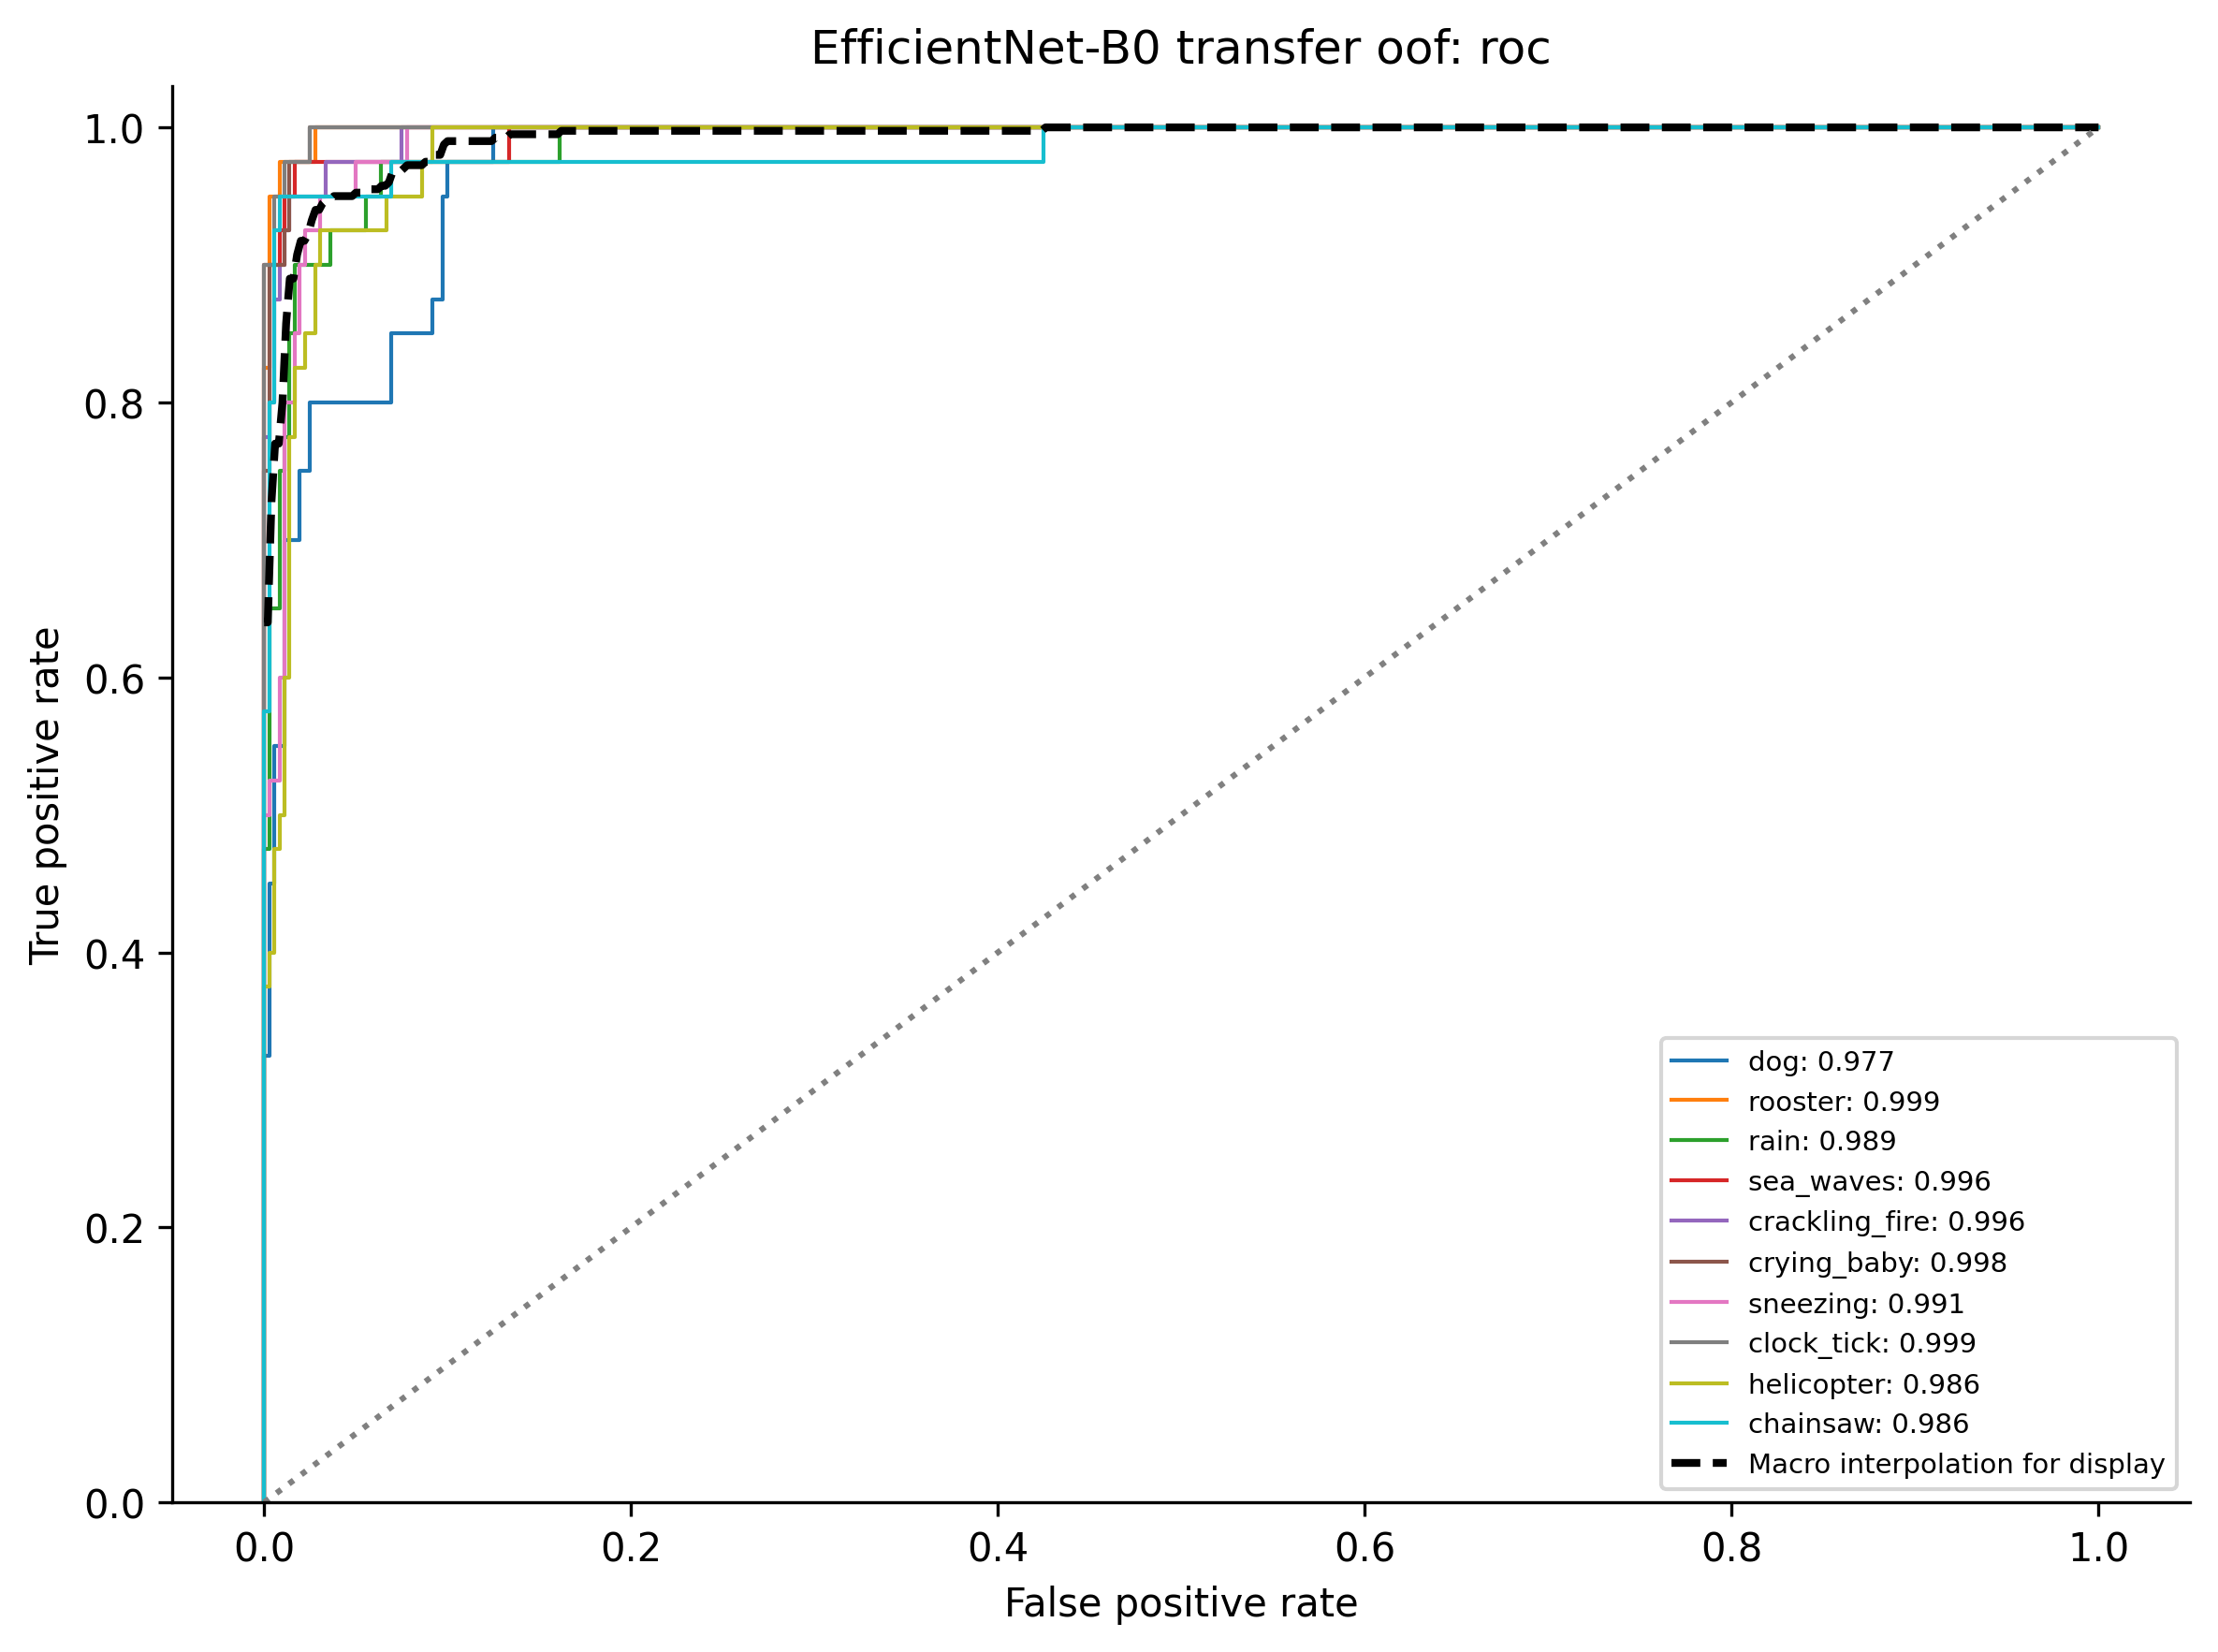 EfficientNet-B0 transfer oof: roc
1.0
0.8
0.6
0.4
0.2
0.0
True positive rate
0.0 0.2 0.4 0.6 0.8 1.0
False positive rate
dog: 0.977
rooster: 0.999
rain: 0.989
sea_waves: 0.996
crackling_fire: 0.996
crying_baby: 0.998
sneezing: 0.991
clock_tick: 0.999
helicopter: 0.986
chainsaw: 0.986
Macro interpolation for display